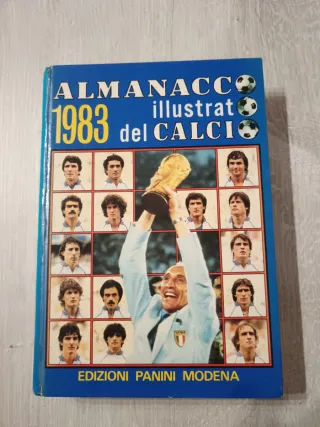 ALMANACCO
1983 illustrato
del CALCIO
EDIZIONI PANINI MODENA